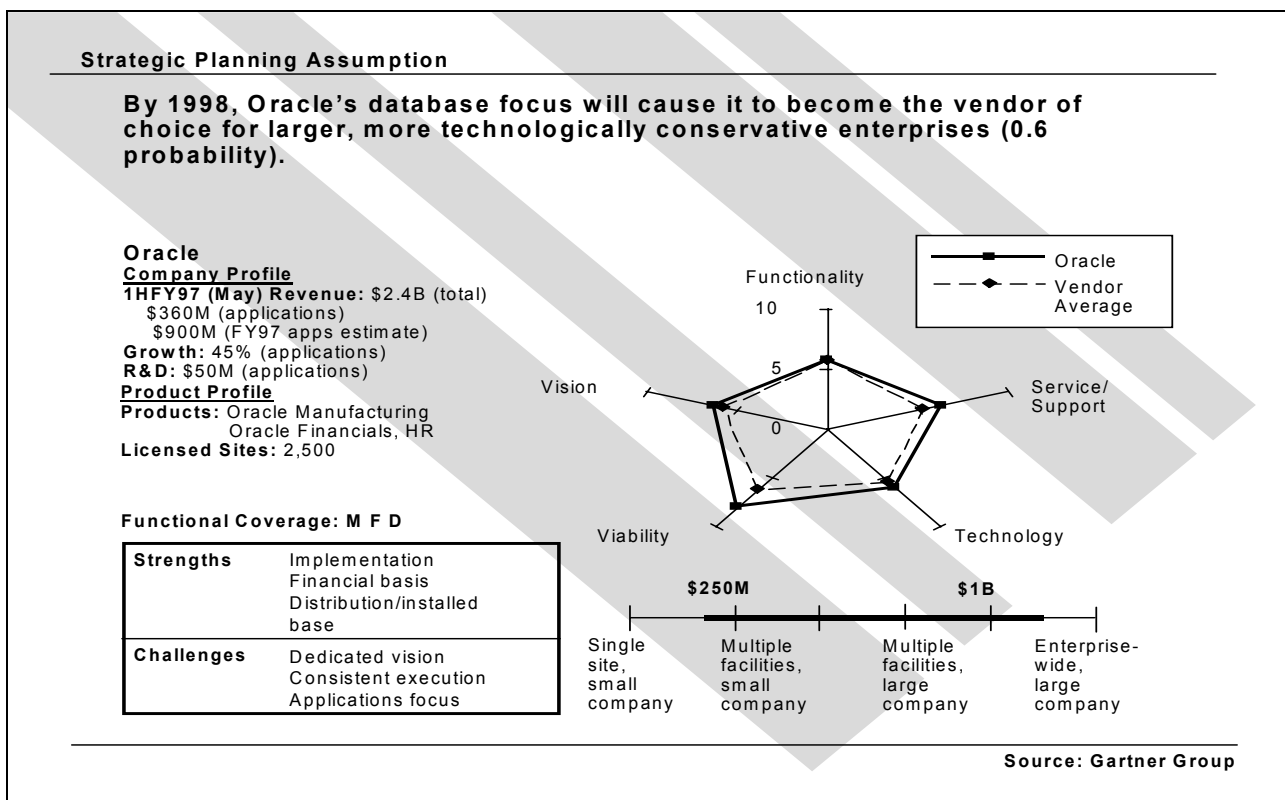 Strategic Planning Assumption
By 1998, Oracle's database focus will cause it to become the vendor of
choice for larger, more technologically conservative enterprises (0.6
probability).
Oracle
Company Profile
1HFY97 (May) Revenue: $2.4B (total)
$360M (applications)
$900M (FY97 apps estimate)
Growth: 45% (applications)
R&D: $50M (applications)
Product Profile
Products: Oracle Manufacturing
Oracle Financials, HR
Licensed Sites: 2,500
Functional Coverage: M F D
Strengths
Implementation
Financial basis
Distribution/installed
base
Challenges
Dedicated vision
Consistent execution
Applications focus
Oracle
Vendor
Average
Functionality
10
5
0
Vision
Service/
Support
Viability
Technology
$250M
$1B
Single
site,
small
company
Multiple
facilities,
small
company
Multiple
facilities,
large
company
Enterprise-
wide,
large
company
Source: Gartner Group